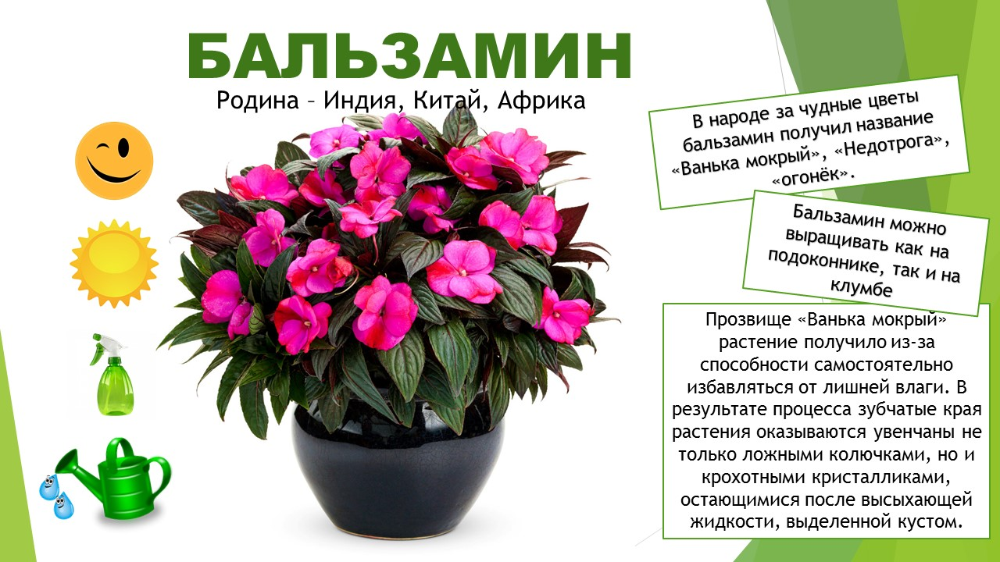 БАЛЬЗАМИН
Родина – Индия, Китай, Африка
В народе за чудные цветы
бальзамин получил название
«Ванька мокрый», «Недотрога»,
«огонёк».
Бальзамин можно
выращивать как на
подоконнике, так и на
клумбе
Прозвище «Ванька мокрый»
растение получило из-за
способности самостоятельно
избавляться от лишней влаги. В
результате процесса зубчатые края
растения оказываются увенчаны не
только ложными колючками, но и
крохотными кристалликами,
остающимися после высыхающей
жидкости, выделенной кустом.